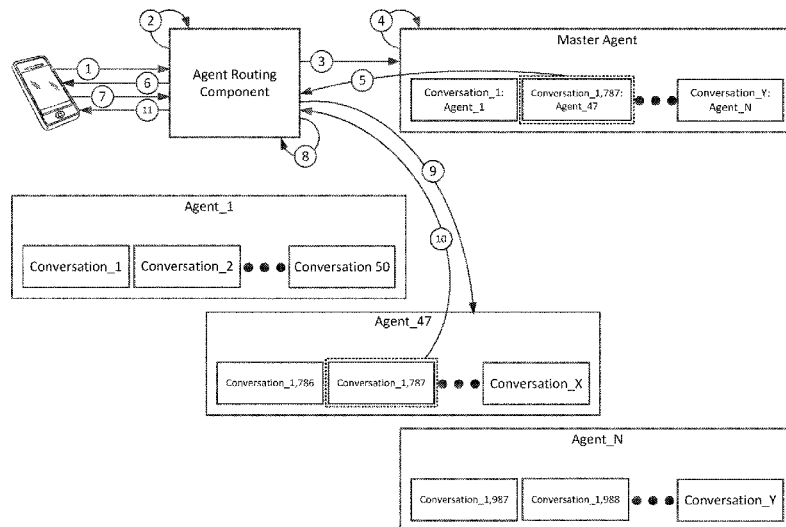 2
4
Master Agent
1
3
Agent Routing
Component
5
6
7
11
Conversation_1:
Agent_1
Conversation_1,787:
Agent_47
Conversation_Y:
Agent_N
8
9
Agent_1
10
Conversation_1
Conversation_2
Conversation 50
Agent_47
Conversation_1,786
Conversation_1,787
Conversation_X
Agent_N
Conversation_1,987
Conversation_1,988
Conversation_Y